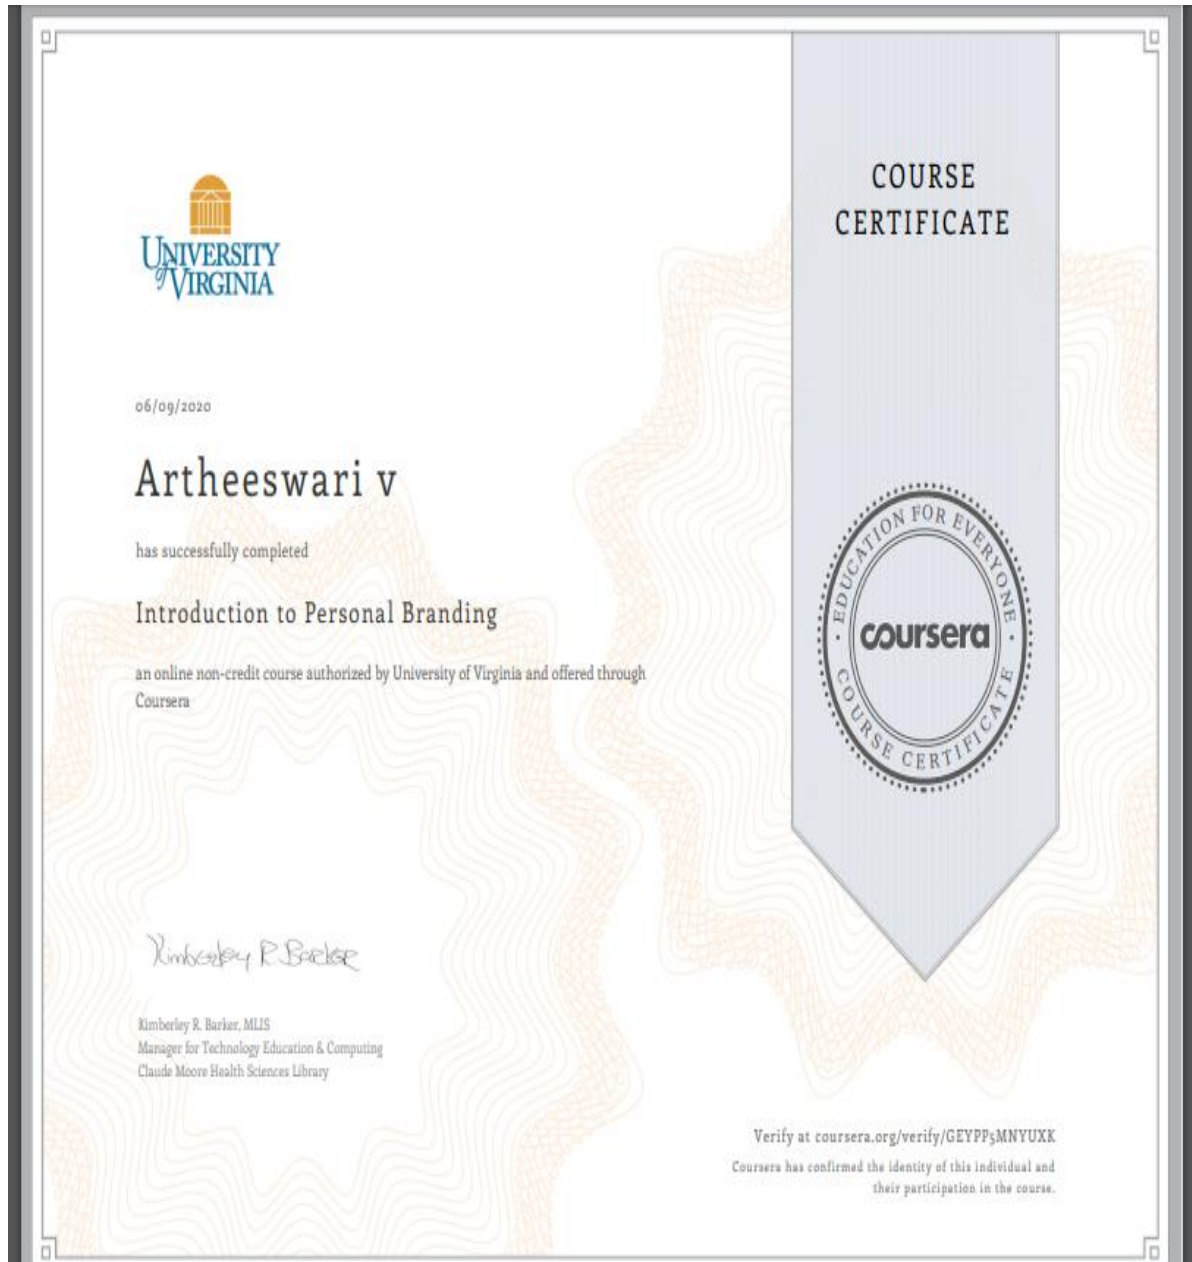 COURSE
CERTIFICATE
UNIVERSITY
of VIRGINIA
06/09/2020
Artheeswari v
has successfully completed
Introduction to Personal Branding
an online non-credit course authorized by University of Virginia and offered through
Coursera
EDUCATION FOR EVERYONE
coursera
COURSE CERTIFICATE
Kimberley R Barker
Kimberley R. Barker, MLIS
Manager for Technology Education & Computing
Claude Moore Health Sciences Library
Verify at coursera.org/verify/GEYPP5MNYUXK
Coursera has confirmed the identity of this individual and
their participation in the course.